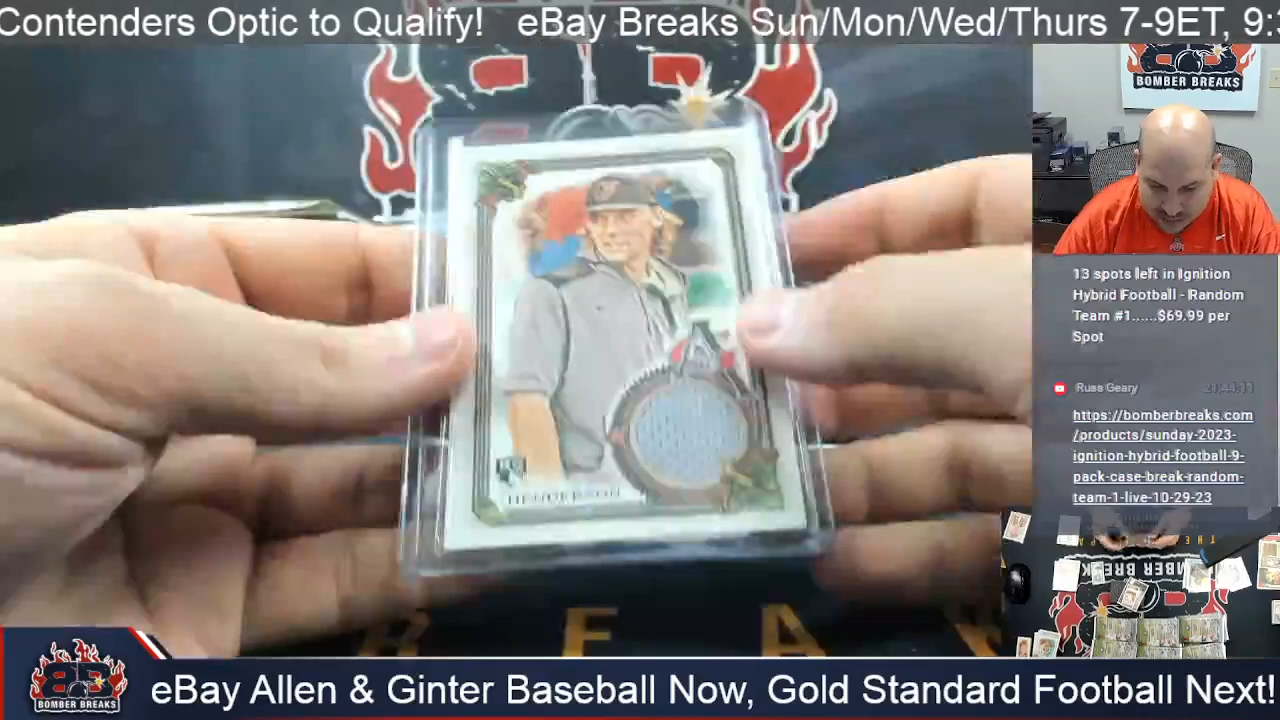 Contenders Optic to Qualify!   eBay Breaks Sun/Mon/Wed/Thurs 7-9ET, 9:
BOMBER BREAKS
13 spots left in Ignition
Hybrid Football - Random
Team #1......$69.99 per
Spot
Russ Geary
https://bomberbreaks.com
/products/sunday-2023-
ignition-hybrid-football-9-
pack-case-break-random-
team-1-live-10-29-23
HENDERSON
BOMBER BREAKS
eBay Allen & Ginter Baseball Now, Gold Standard Football Next!